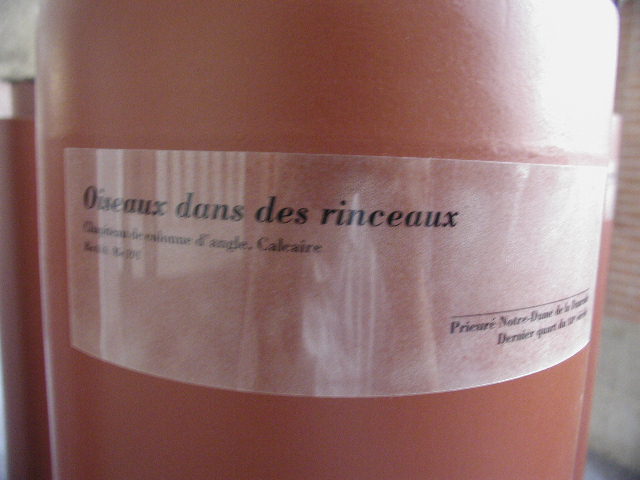 Oiseaux dans des rinceaux
Chapiteau de colonne d'angle. Calcaire
Prieuré Notre-Dame de la Daurade
Dernier quart du siècle